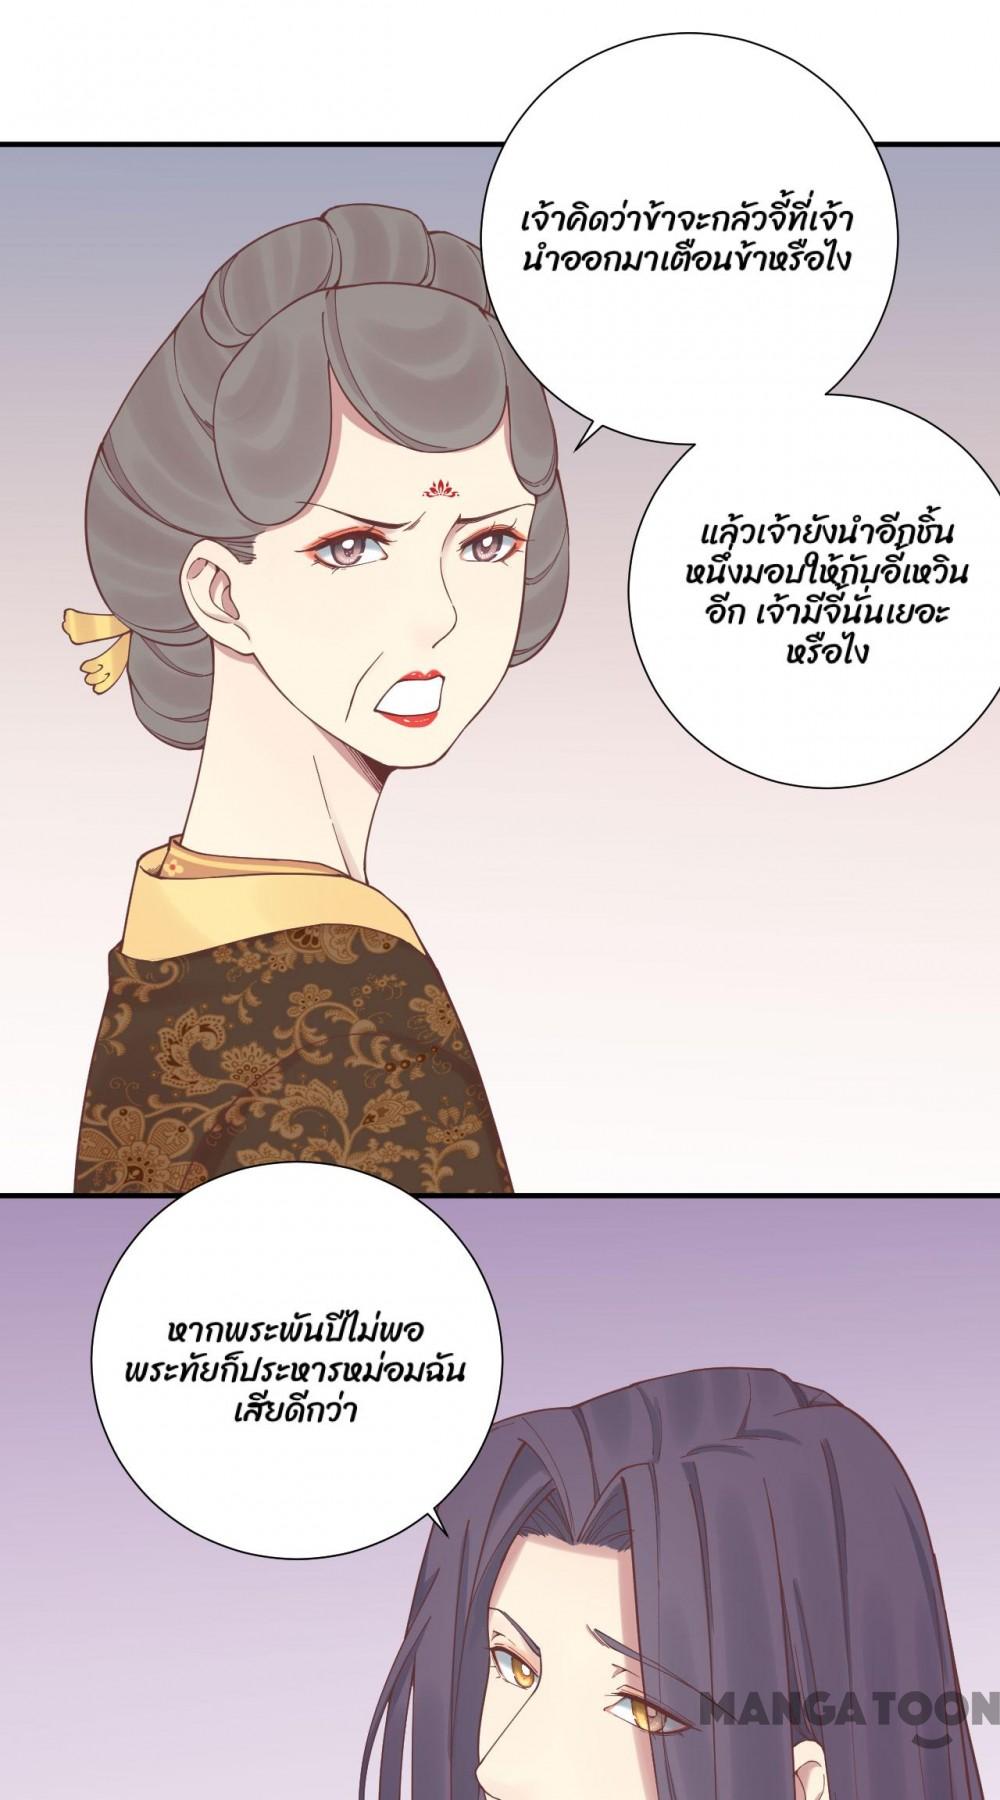 เจ้าคิดว่าข้าจะกลัวจี้ที่เจ้า
นำออกมาเตือนข้าหรือไง
แล้วเจ้ายังนำอีกชิ้น
หนึ่งมอบให้กับอี้เหวิน
อีก เจ้ามีจี้นั่นเยอะ
หรือไง
หากพระพันปีไม่พอ
พระทัยก็ประหารหม่อมฉัน
เสียดีกว่า
MANGATOON